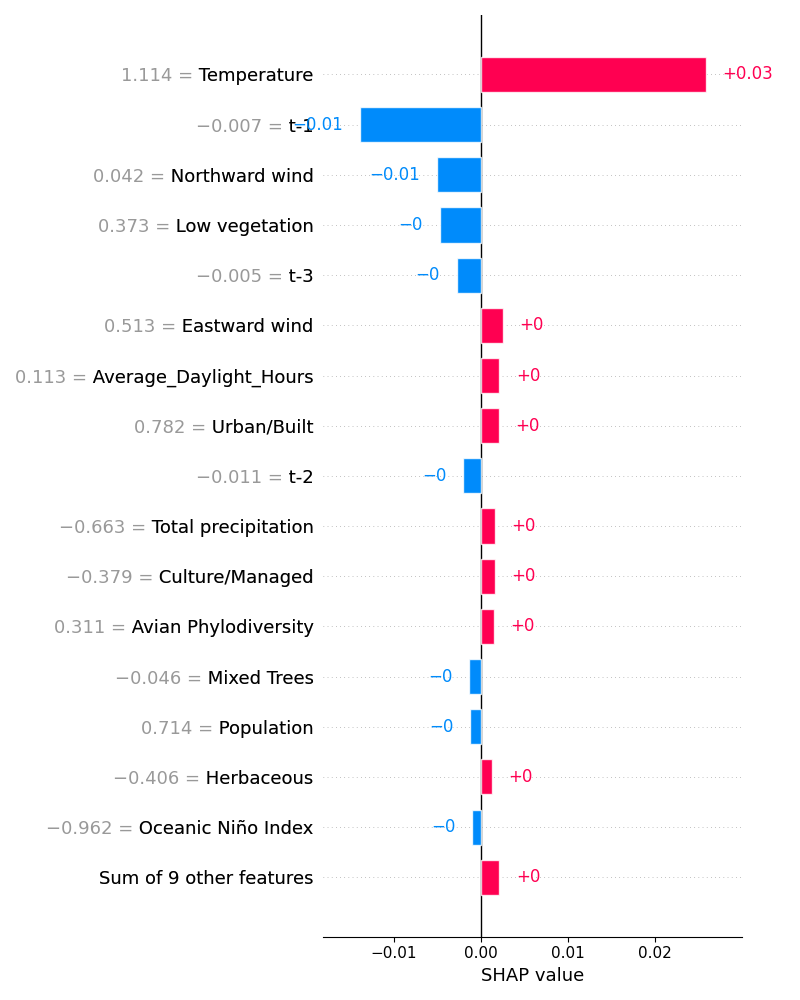 1.114 = Temperature +0.03
−0.007 = t-1 −0.01
0.042 = Northward wind −0.01
0.373 = Low vegetation −0
−0.005 = t-3 −0
0.513 = Eastward wind +0
0.113 = Average_Daylight_Hours +0
0.782 = Urban/Built +0
−0.011 = t-2 −0
−0.663 = Total precipitation +0
−0.379 = Culture/Managed +0
0.311 = Avian Phylodiversity +0
−0.046 = Mixed Trees −0
0.714 = Population −0
−0.406 = Herbaceous +0
−0.962 = Oceanic Niño Index −0
Sum of 9 other features +0
−0.01 0.00 0.01 0.02
SHAP value